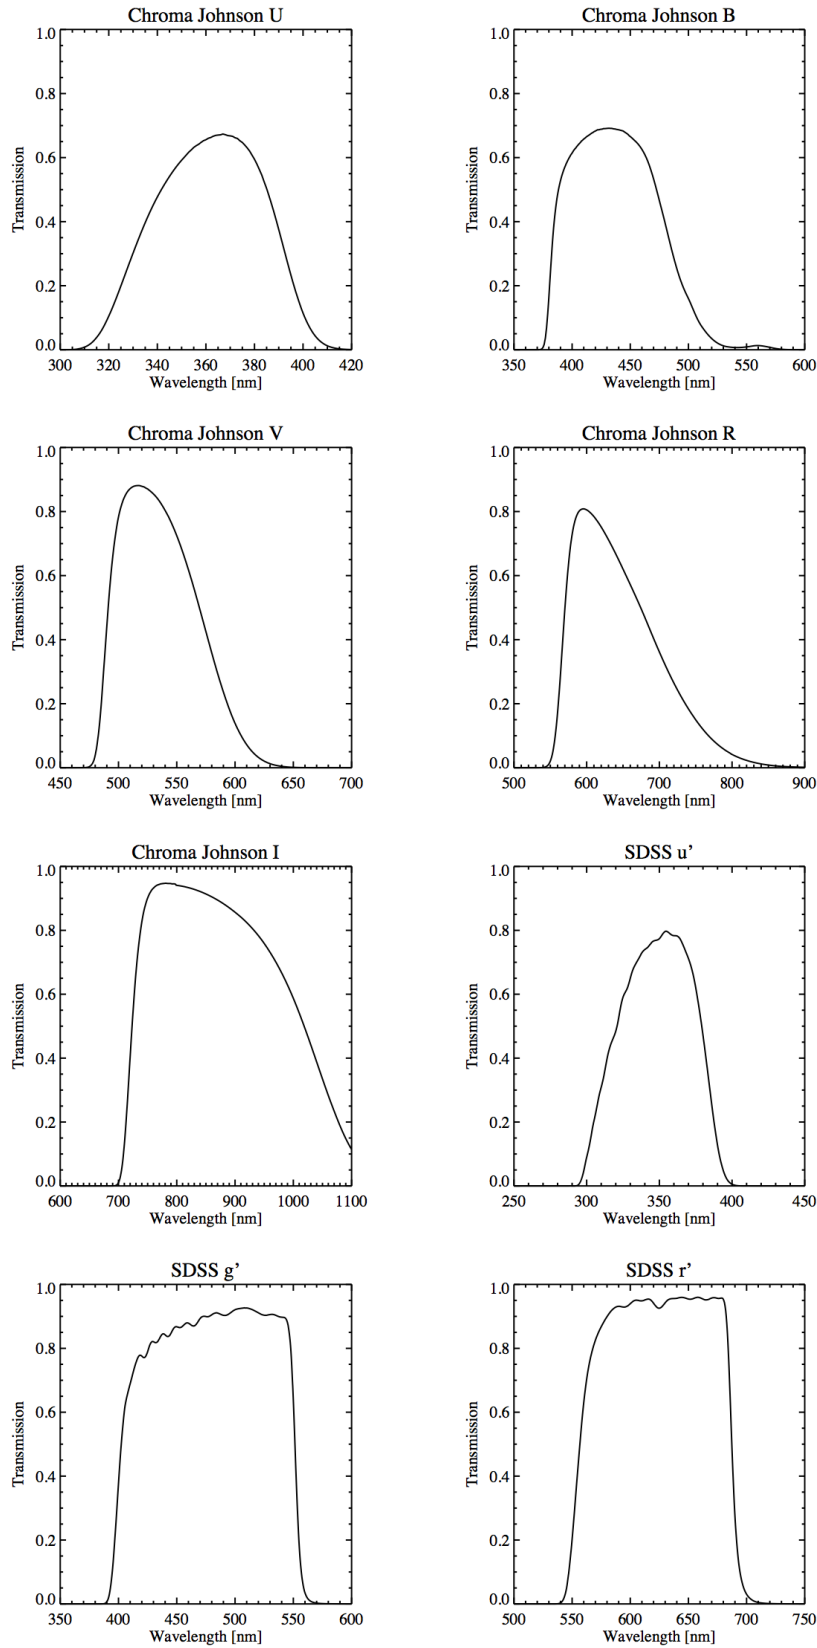 Chroma Johnson U
Chroma Johnson B
1.0
0.8
0.6
0.4
0.2
0.0
Transmission
300 320 340 360 380 400 420
Wavelength [nm]
1.0
0.8
0.6
0.4
0.2
0.0
Transmission
350 400 450 500 550 600
Wavelength [nm]
Chroma Johnson V
Chroma Johnson R
1.0
0.8
0.6
0.4
0.2
0.0
Transmission
450 500 550 600 650 700
Wavelength [nm]
1.0
0.8
0.6
0.4
0.2
0.0
Transmission
500 600 700 800 900
Wavelength [nm]
Chroma Johnson I
SDSS u’
1.0
0.8
0.6
0.4
0.2
0.0
Transmission
600 700 800 900 1000 1100
Wavelength [nm]
1.0
0.8
0.6
0.4
0.2
0.0
Transmission
250 300 350 400 450
Wavelength [nm]
SDSS g’
SDSS r’
1.0
0.8
0.6
0.4
0.2
0.0
Transmission
350 400 450 500 550 600
Wavelength [nm]
1.0
0.8
0.6
0.4
0.2
0.0
Transmission
500 550 600 650 700 750
Wavelength [nm]